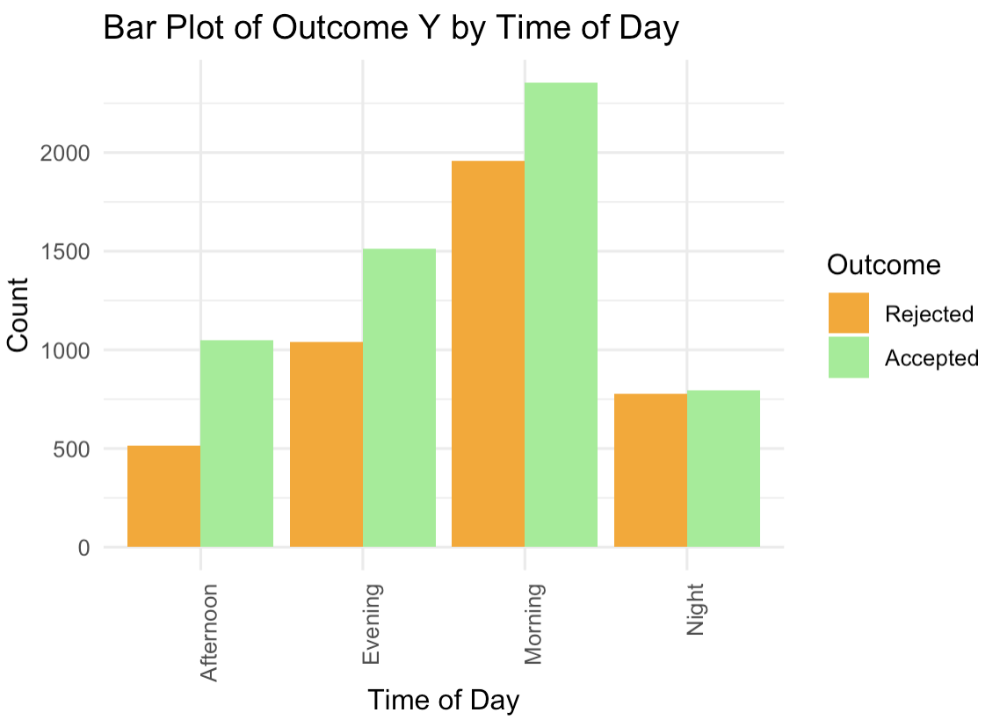 Bar Plot of Outcome Y by Time of Day
Count
2000
1500
1000
500
0
Afternoon
Evening
Morning
Night
Time of Day
Outcome
Rejected
Accepted